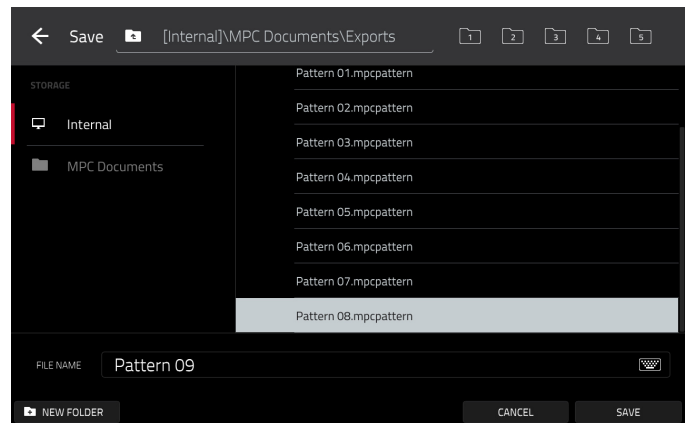 Save
[Internal]\MPC Documents\Exports
1 2 3 4 5
STORAGE
Internal
MPC Documents
Pattern 01.mpcpattern
Pattern 02.mpcpattern
Pattern 03.mpcpattern
Pattern 04.mpcpattern
Pattern 05.mpcpattern
Pattern 06.mpcpattern
Pattern 07.mpcpattern
Pattern 08.mpcpattern
FILE NAME
Pattern 09
NEW FOLDER
CANCEL
SAVE